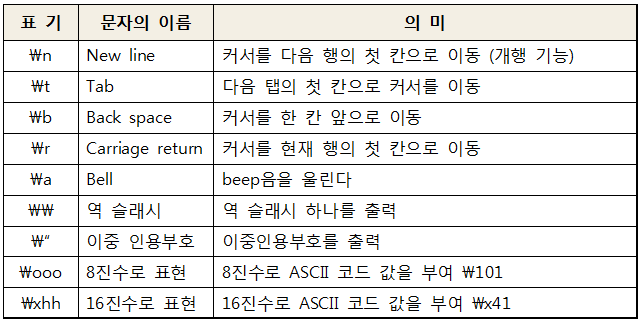 표 기 문자의 이름 의 미
₩n New line 커서를 다음 행의 첫 칸으로 이동 (개행 기능)
₩t Tab 다음 탭의 첫 칸으로 커서를 이동
₩b Back space 커서를 한 칸 앞으로 이동
₩r Carriage return 커서를 현재 행의 첫 칸으로 이동
₩a Bell beep음을 울린다
₩₩ 역 슬래시 역 슬래시 하나를 출력
₩“ 이중 인용부호 이중인용부호를 출력
₩ooo 8진수로 표현 8진수로 ASCII 코드 값을 부여 ₩101
₩xhh 16진수로 표현 16진수로 ASCII 코드 값을 부여 ₩x41